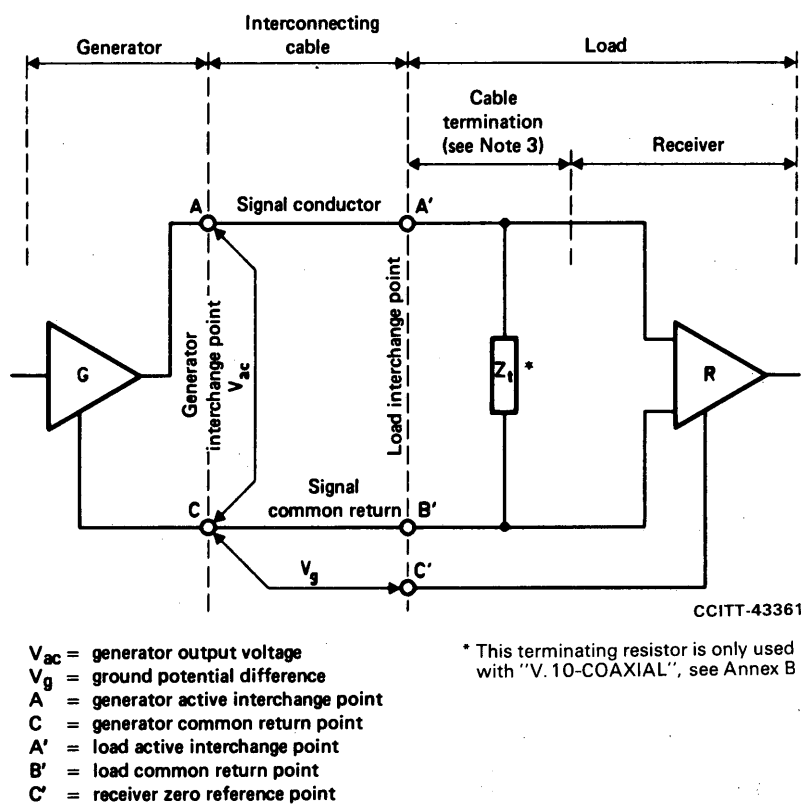 Generator
Interconnecting
cable
Load
Cable
termination
(see Note 3)
Receiver
A
Signal conductor
A'
G
Generator
interchange point
Vac
Load interchange point
Zt *
R
Signal
common return
C
B'
Vg
C'
CCITT-43361
Vac = generator output voltage
Vg = ground potential difference
A = generator active interchange point
C = generator common return point
A' = load active interchange point
B' = load common return point
C' = receiver zero reference point
* This terminating resistor is only used
with "V.10-COAXIAL", see Annex B